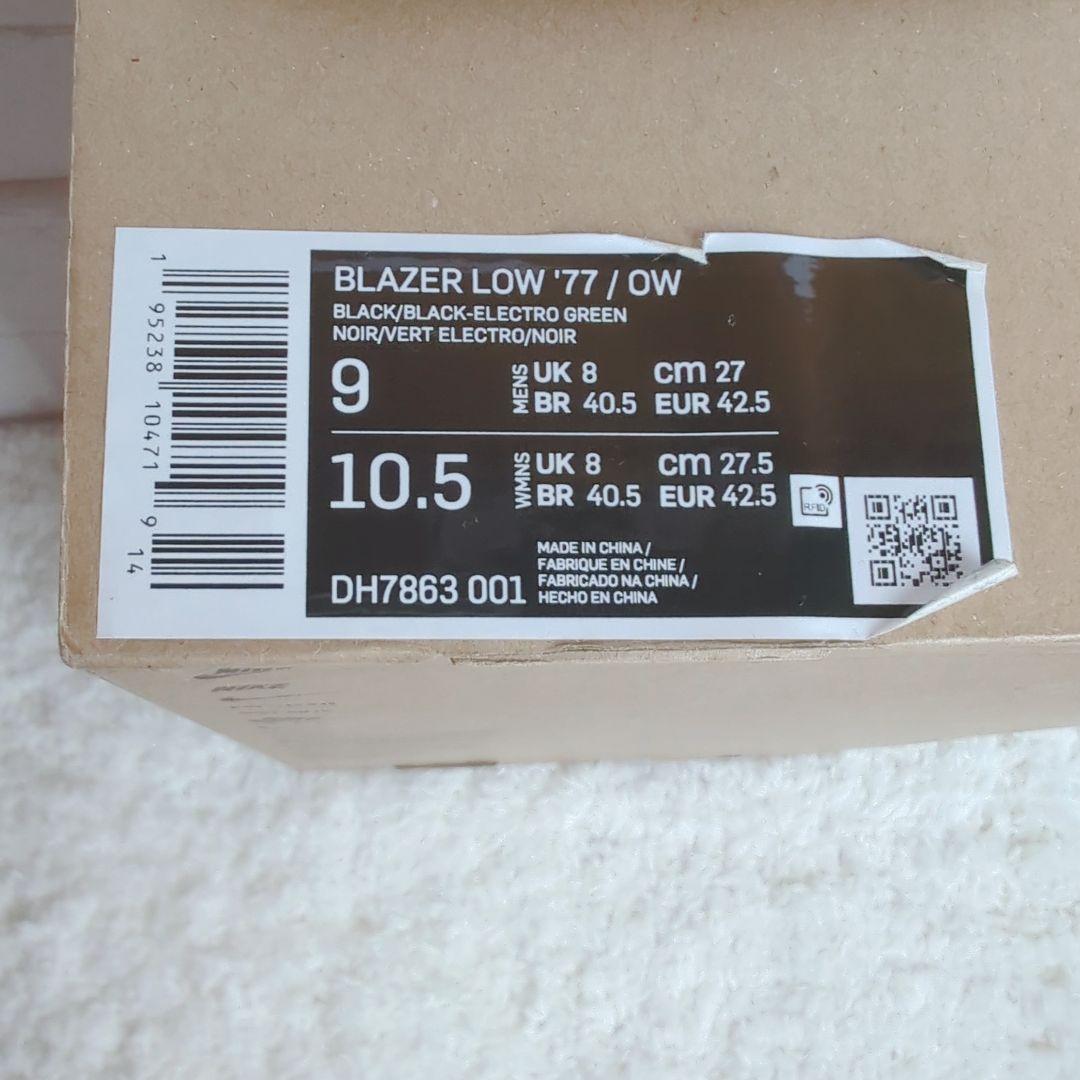 BLAZER LOW '77 / OW
BLACK/BLACK-ELECTRO GREEN
NOIR/VERT ELECTRO/NOIR
9 MENS UK 8 cm 27
BR 40.5 EUR 42.5
10.5 WMNS UK 8 cm 27.5
BR 40.5 EUR 42.5
RFID
MADE IN CHINA /
FABRIQUE EN CHINE /
FABRICADO NA CHINA /
HECHO EN CHINA
DH7863 001
1 95238 10471 9 14
NIKE